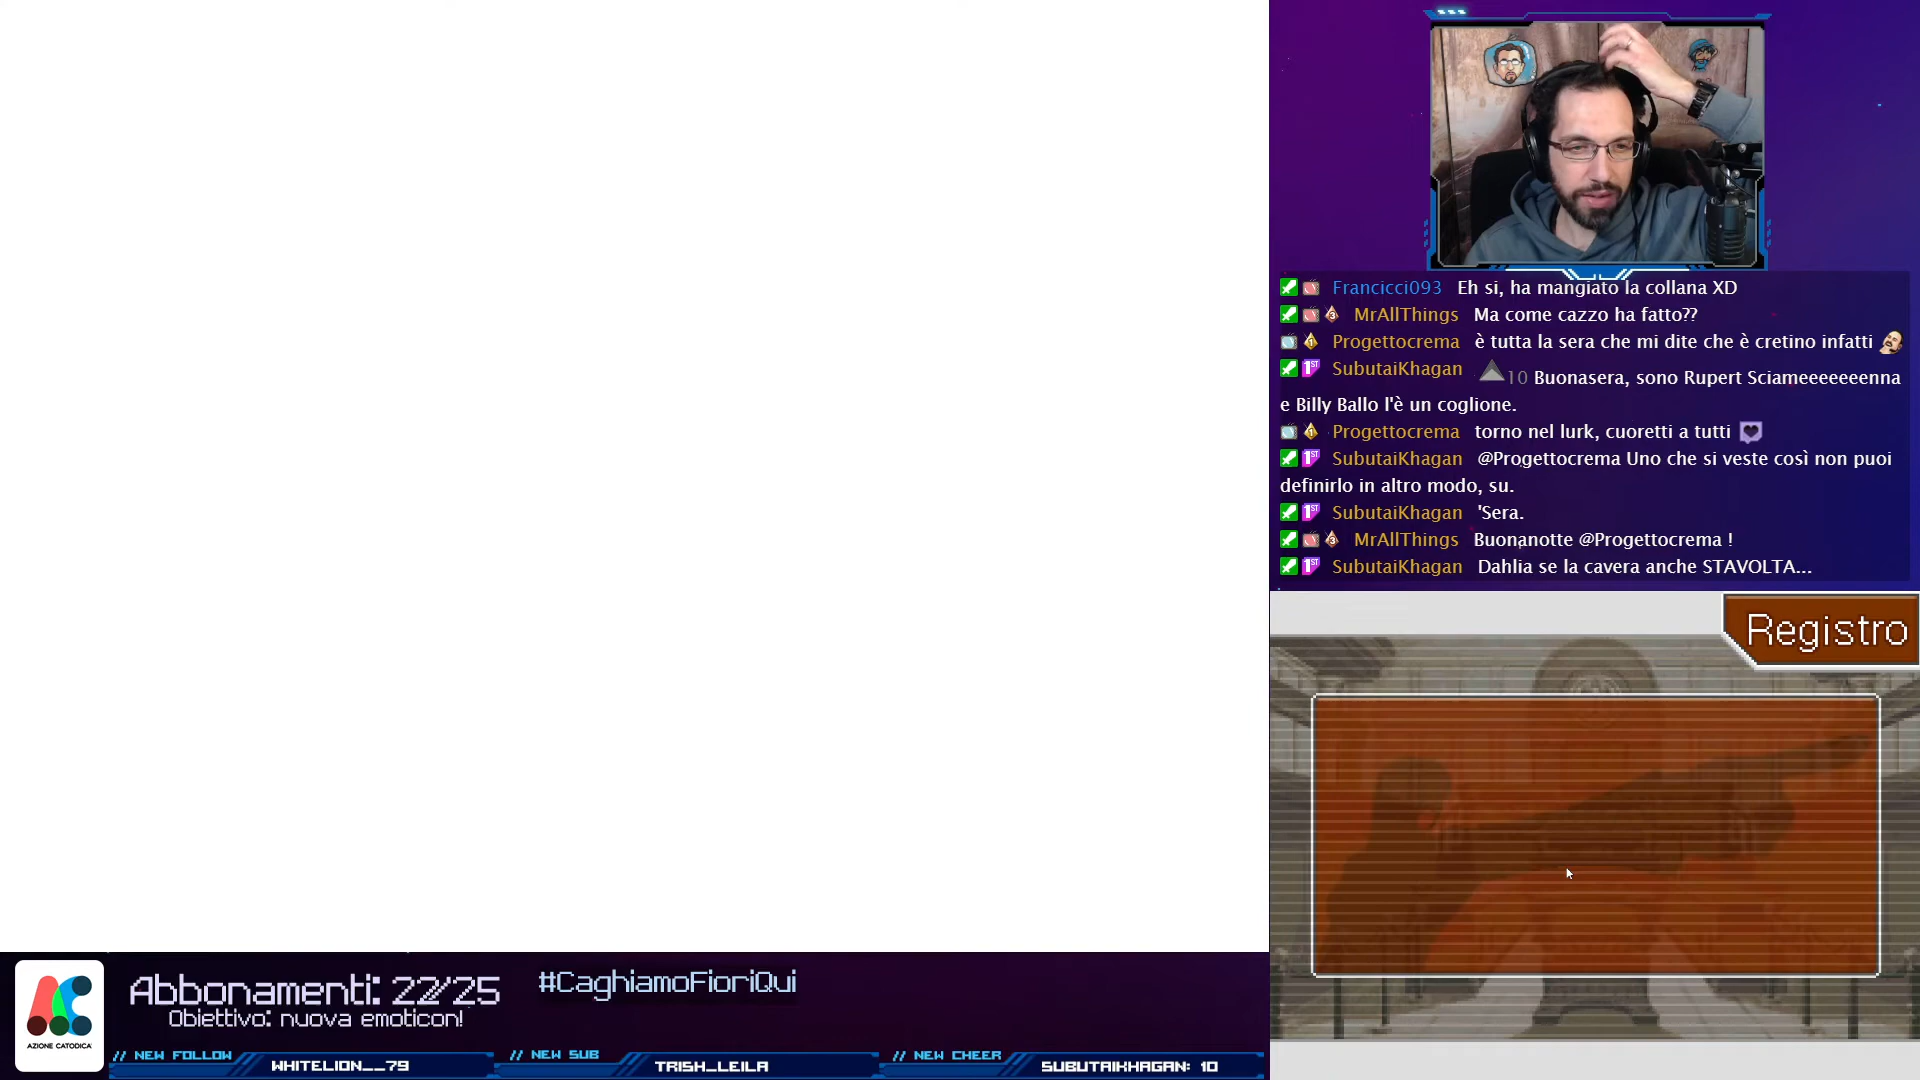 Francicci093 Eh si, ha mangiato la collana XD
MrAllThings Ma come cazzo ha fatto??
Progettocrema è tutta la sera che mi dite che è cretino infatti
SubutaiKhagan 10 Buonasera, sono Rupert Sciameeeeeeenna
e Billy Ballo l'è un coglione.
Progettocrema torno nel lurk, cuoretti a tutti
SubutaiKhagan @Progettocrema Uno che si veste così non puoi
definirlo in altro modo, su.
SubutaiKhagan 'Sera.
MrAllThings Buonanotte @Progettocrema !
SubutaiKhagan Dahlia se la cavera anche STAVOLTA...
Registro
AZIONE CATODICA
Abbonamenti: 22/25
Obiettivo: nuova emoticon!
#CaghiamoFioriQui
// NEW FOLLOW
WHITELION__79
// NEW SUB
TRISH_LEILA
// NEW CHEER
SUBUTAIKHAGAN: 10